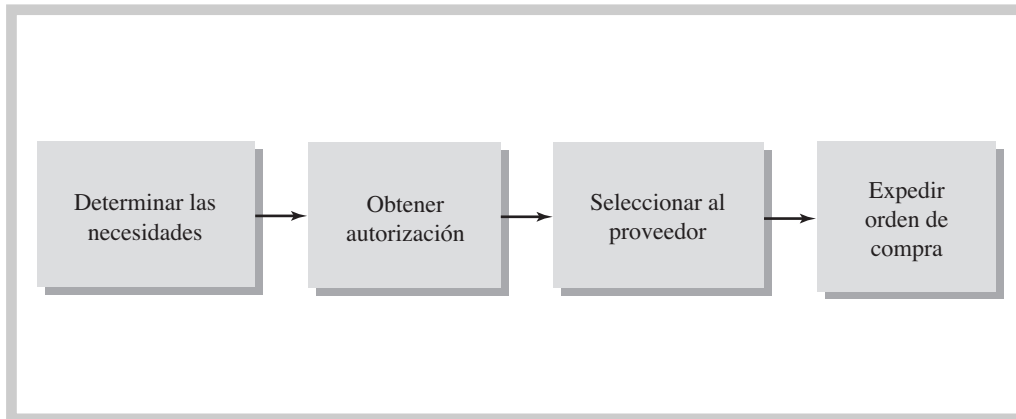 Determinar las
necesidades
Obtener
autorización
Seleccionar al
proveedor
Expedir
orden de
compra